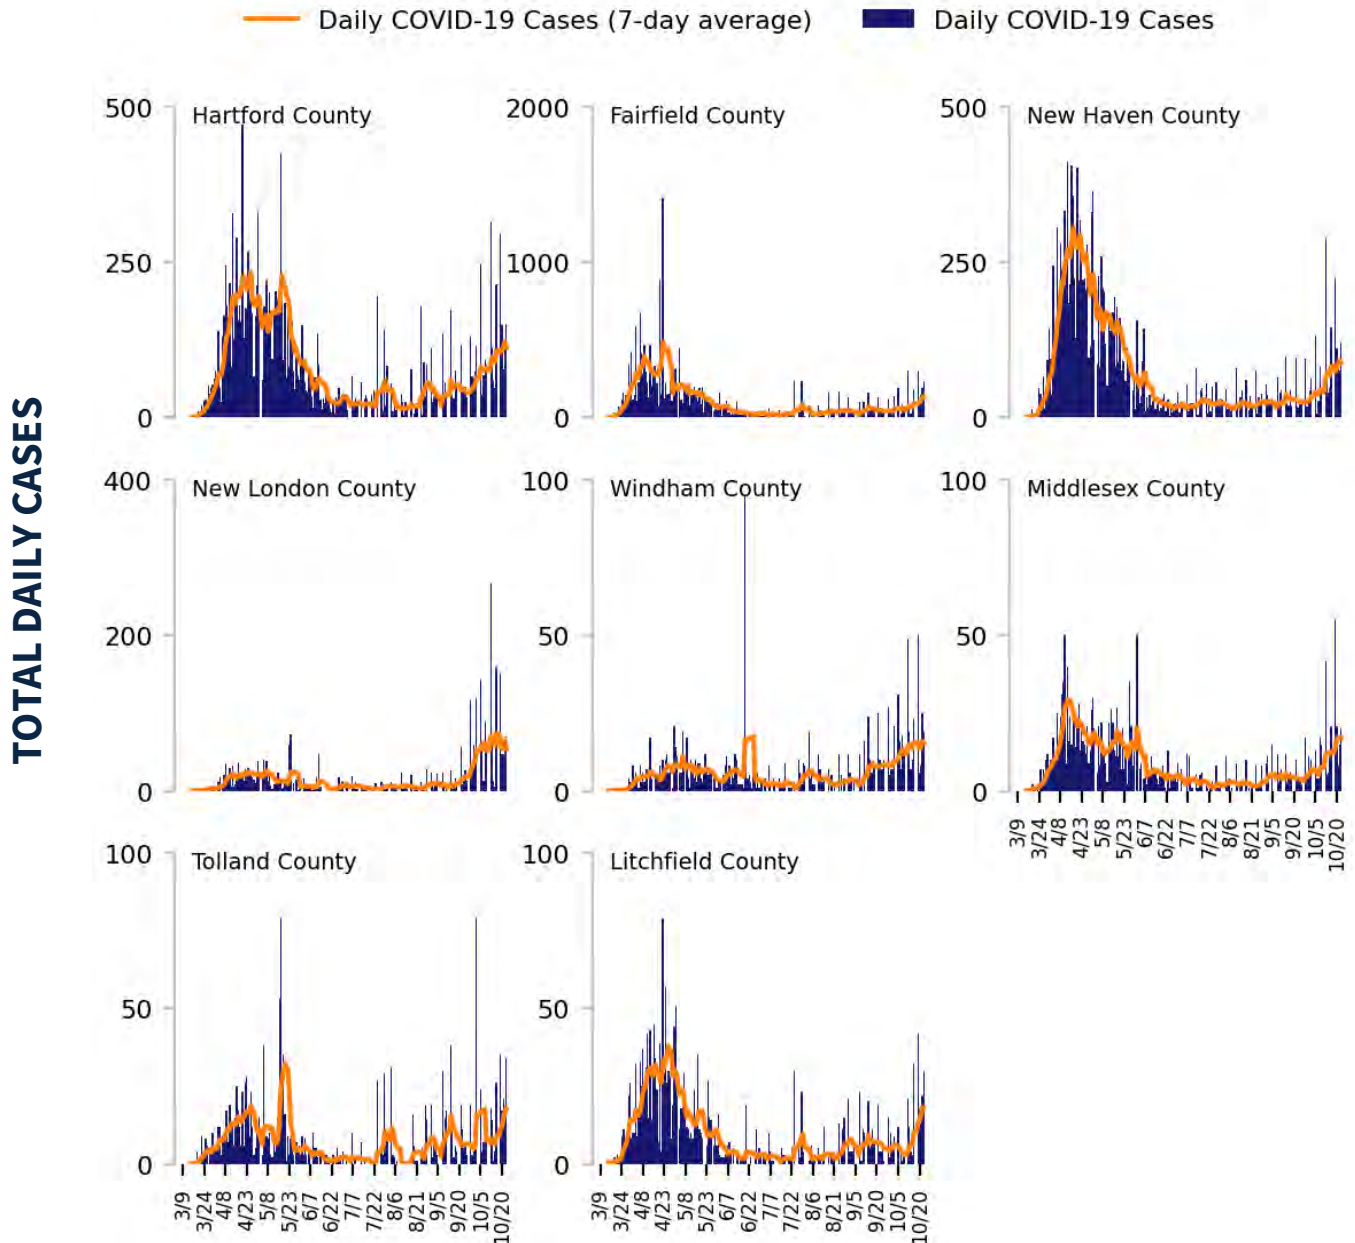 Daily COVID-19 Cases (7-day average) Daily COVID-19 Cases
TOTAL DAILY CASES
Hartford County
500
250
0
Fairfield County
2000
1000
0
New Haven County
500
250
0
New London County
400
200
0
Windham County
100
50
0
Middlesex County
100
50
0
3/9 3/24 4/8 4/23 5/8 5/23 6/7 6/22 7/7 7/22 8/6 8/21 9/5 9/20 10/5 10/20
Tolland County
100
50
0
3/9 3/24 4/8 4/23 5/8 5/23 6/7 6/22 7/7 7/22 8/6 8/21 9/5 9/20 10/5 10/20
Litchfield County
100
50
0
3/9 3/24 4/8 4/23 5/8 5/23 6/7 6/22 7/7 7/22 8/6 8/21 9/5 9/20 10/5 10/20